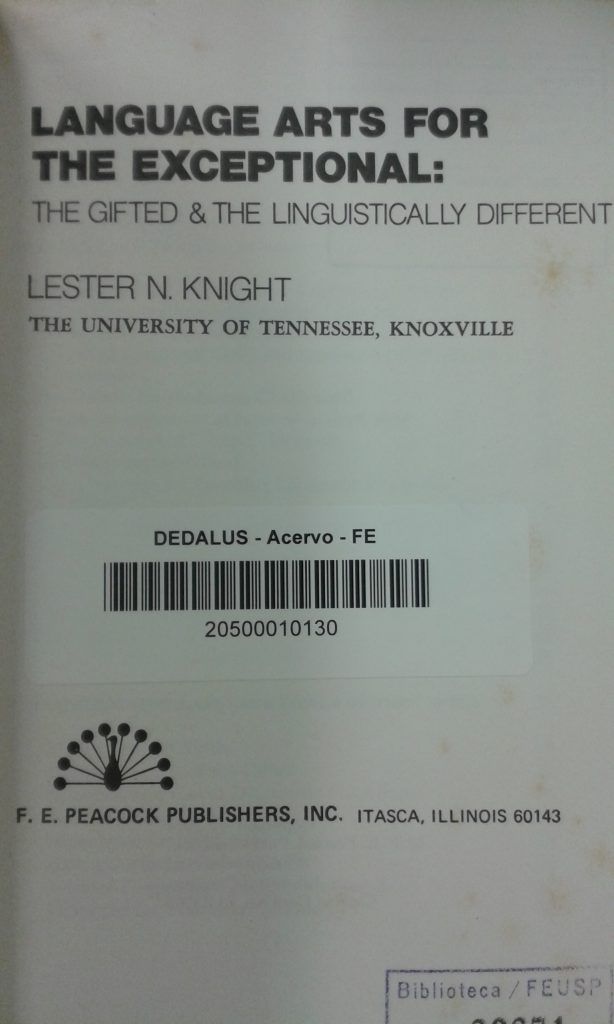 LANGUAGE ARTS FOR
THE EXCEPTIONAL:
THE GIFTED & THE LINGUISTICALLY DIFFERENT
LESTER N. KNIGHT
THE UNIVERSITY OF TENNESSEE, KNOXVILLE
DEDALUS - Acervo - FE
20500010130
F. E. PEACOCK PUBLISHERS, INC. ITASCA, ILLINOIS 60143
Biblioteca / FEUSP